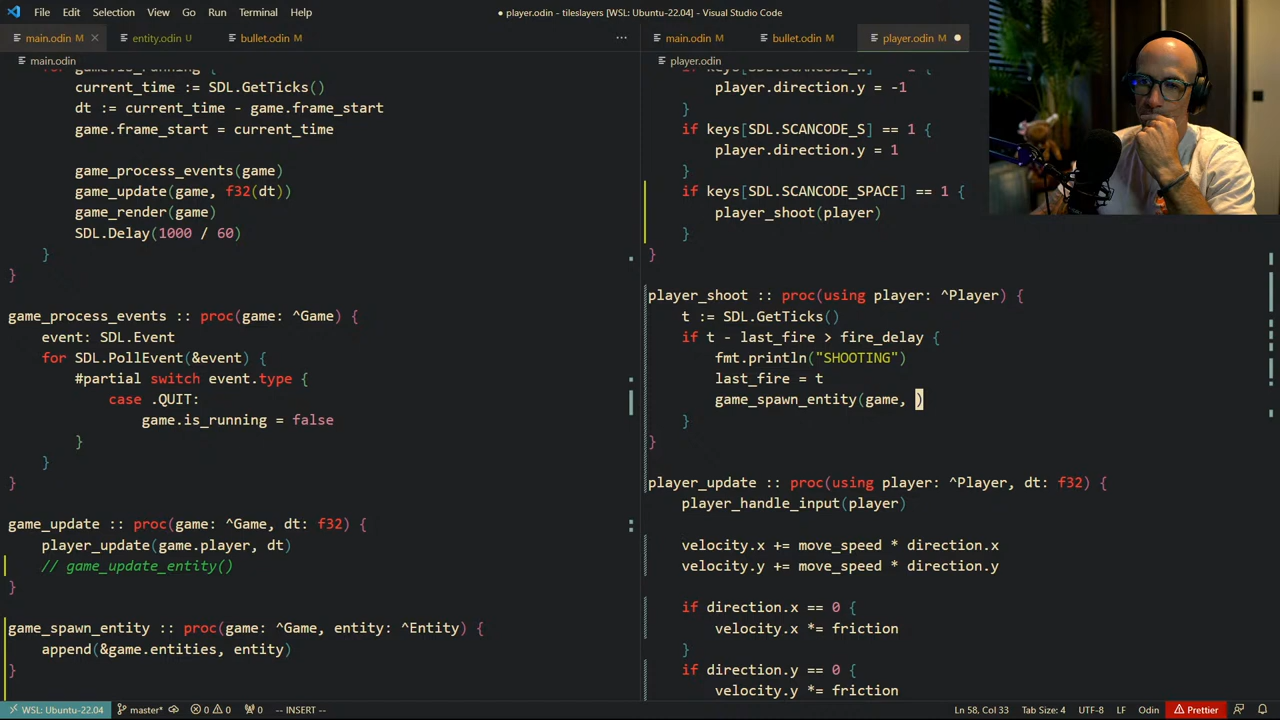 File Edit Selection View Go Run Terminal Help
● player.odin - tileslayers [WSL: Ubuntu-22.04] - Visual Studio Code
main.odin M ×
entity.odin U
bullet.odin M
main.odin
for game.is_running {
current_time := SDL.GetTicks()
dt := current_time - game.frame_start
game.frame_start = current_time
game_process_events(game)
game_update(game, f32(dt))
game_render(game)
SDL.Delay(1000 / 60)
}
}
game_process_events :: proc(game: ^Game) {
event: SDL.Event
for SDL.PollEvent(&event) {
#partial switch event.type {
case .QUIT:
game.is_running = false
}
}
}
game_update :: proc(game: ^Game, dt: f32) {
player_update(game.player, dt)
// game_update_entity()
}
game_spawn_entity :: proc(game: ^Game, entity: ^Entity) {
append(&game.entities, entity)
}
main.odin M
bullet.odin M
player.odin M ●
player.odin
if keys[SDL.SCANCODE_W] == 1 {
player.direction.y = -1
}
if keys[SDL.SCANCODE_S] == 1 {
player.direction.y = 1
}
if keys[SDL.SCANCODE_SPACE] == 1 {
player_shoot(player)
}
}
player_shoot :: proc(using player: ^Player) {
t := SDL.GetTicks()
if t - last_fire > fire_delay {
fmt.println("SHOOTING")
last_fire = t
game_spawn_entity(game, )
}
}
player_update :: proc(using player: ^Player, dt: f32) {
player_handle_input(player)
velocity.x += move_speed * direction.x
velocity.y += move_speed * direction.y
if direction.x == 0 {
velocity.x *= friction
}
if direction.y == 0 {
velocity.y *= friction
WSL: Ubuntu-22.04 master* 0 0 0 -- INSERT -- Ln 58, Col 33 Tab Size: 4 UTF-8 LF Odin Prettier